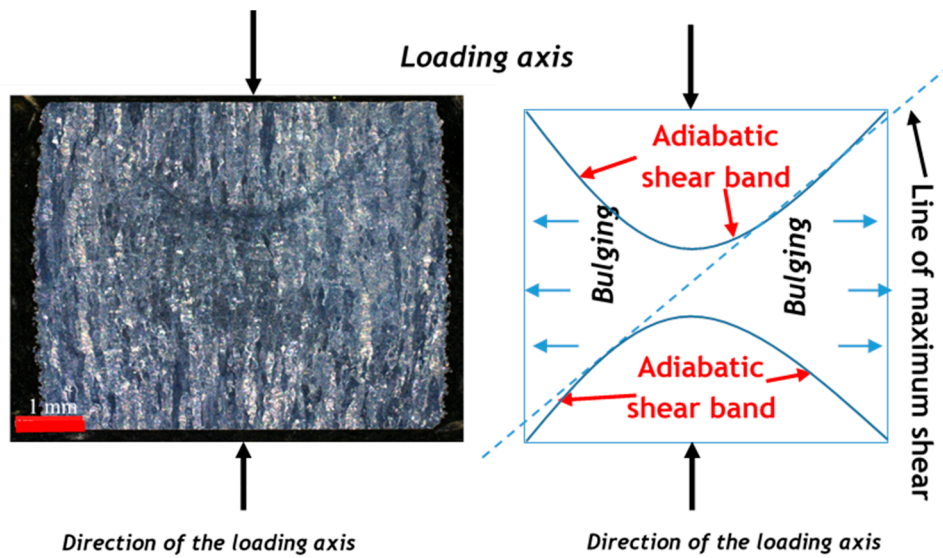 Loading axis
1 mm
Direction of the loading axis
Adiabatic
shear band
Bulging
Bulging
Adiabatic
shear band
Line of maximum shear
Direction of the loading axis